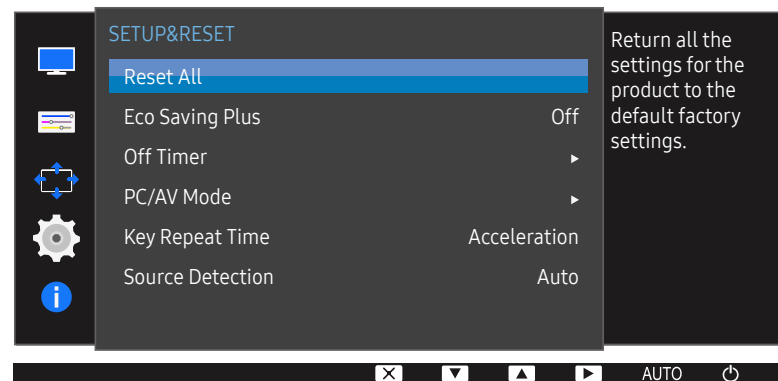 SETUP&RESET
Reset All
Eco Saving Plus Off
Off Timer
PC/AV Mode
Key Repeat Time Acceleration
Source Detection Auto
Return all the
settings for the
product to the
default factory
settings.
AUTO